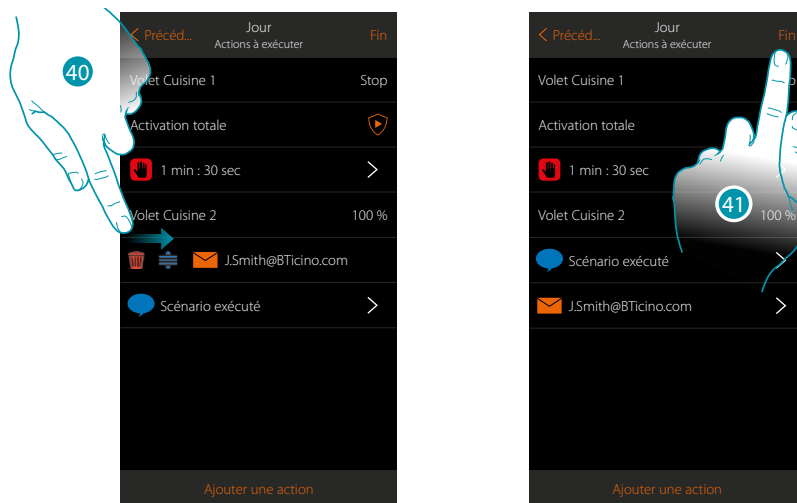 Précéd...
Jour
Fin
Actions à exécuter
40
Volet Cuisine 1
Stop
Activation totale
1 min : 30 sec
Volet Cuisine 2
100 %
J.Smith@BTicino.com
Scénario exécuté
Ajouter une action
Précéd...
Jour
Fin
Actions à exécuter
Volet Cuisine 1
Activation totale
1 min : 30 sec
41
Volet Cuisine 2
100 %
Scénario exécuté
J.Smith@BTicino.com
Ajouter une action